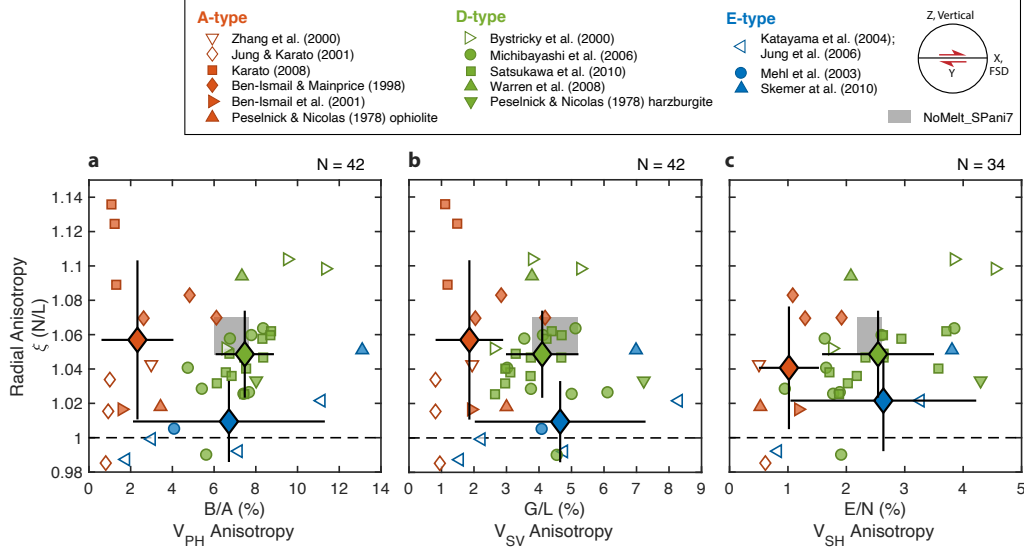 A-type
Zhang et al. (2000)
Jung & Karato (2001)
Karato (2008)
Ben-Ismail & Mainprice (1998)
Ben-Ismail et al. (2001)
Peselnick & Nicolas (1978) ophiolite
D-type
Bystricky et al. (2000)
Michibayashi et al. (2006)
Satsukawa et al. (2010)
Warren et al. (2008)
Peselnick & Nicolas (1978) harzburgite
E-type
Katayama et al. (2004);
Jung et al. (2006)
Mehl et al. (2003)
Skemer at al. (2010)
Z, Vertical
X,
FSD
Y
NoMelt_SPani7
a
N = 42
b
N = 42
c
N = 34
Radial Anisotropy
ξ (N/L)
1.14
1.12
1.1
1.08
1.06
1.04
1.02
1
0.98
0 2 4 6 8 10 12 14
B/A (%)
V_PH Anisotropy
0 1 2 3 4 5 6 7 8 9
G/L (%)
V_SV Anisotropy
0 1 2 3 4 5
E/N (%)
V_SH Anisotropy